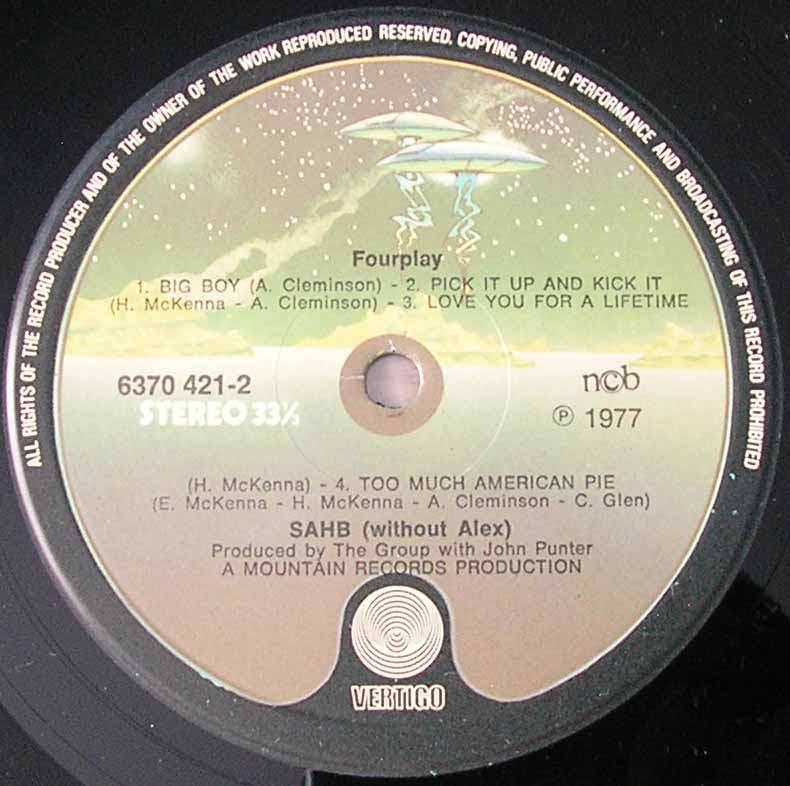 ALL RIGHTS OF THE RECORD PRODUCER AND OF THE OWNER OF THE WORK REPRODUCED RESERVED. COPYING, PUBLIC PERFORMANCE AND BROADCASTING OF THIS RECORD PROHIBITED
Fourplay
1. BIG BOY (A. Cleminson) - 2. PICK IT UP AND KICK IT
(H. McKenna - A. Cleminson) - 3. LOVE YOU FOR A LIFETIME
6370 421-2
STEREO 33⅓
ncb
℗ 1977
(H. McKenna) - 4. TOO MUCH AMERICAN PIE
(E. McKenna - H. McKenna - A. Cleminson - C. Glen)
SAHB (without Alex)
Produced by The Group with John Punter
A MOUNTAIN RECORDS PRODUCTION
VERTIGO